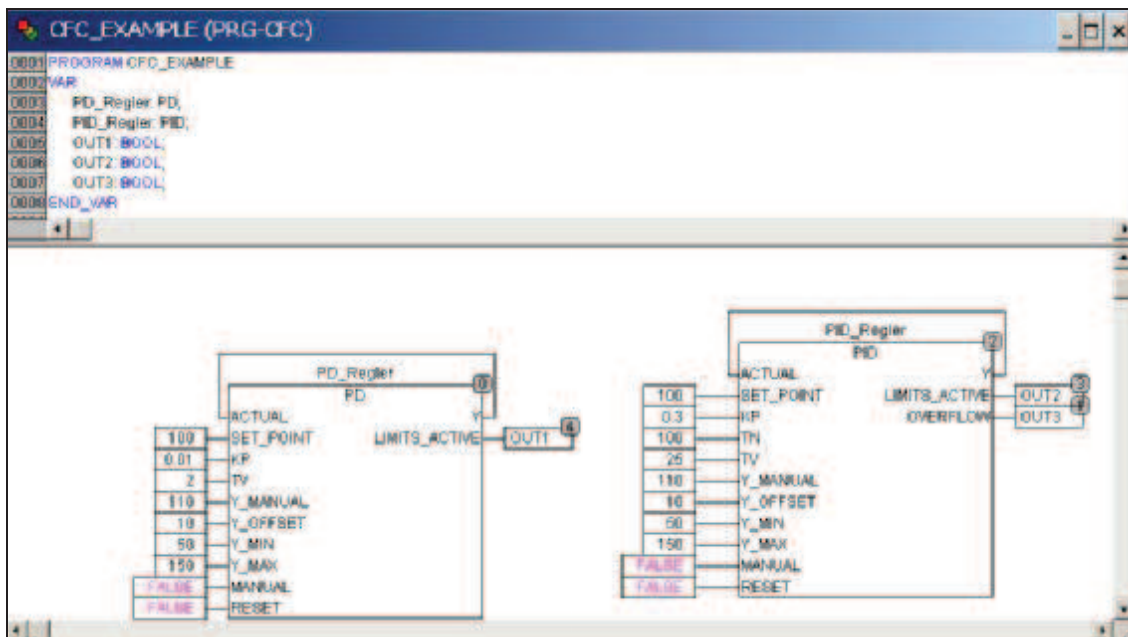 CFC_EXAMPLE (PRG-CFC)
0001 PROGRAM CFC_EXAMPLE
0002 VAR
0003 PD_Regler: PD;
0004 PID_Regler: PID;
0005 OUT1: BOOL;
0006 OUT2: BOOL;
0007 OUT3: BOOL;
0008 END_VAR
PD_Regler
0
PD
ACTUAL Y
100 SET_POINT LIMITS_ACTIVE OUT1
0.01 KP
2 TV
110 Y_MANUAL
10 Y_OFFSET
50 Y_MIN
150 Y_MAX
FALSE MANUAL
FALSE RESET
PID_Regler
2
PID
ACTUAL Y
3
100 SET_POINT LIMITS_ACTIVE OUT2
0.3 KP OVERFLOW OUT3
100 TN
25 TV
110 Y_MANUAL
10 Y_OFFSET
50 Y_MIN
150 Y_MAX
FALSE MANUAL
FALSE RESET